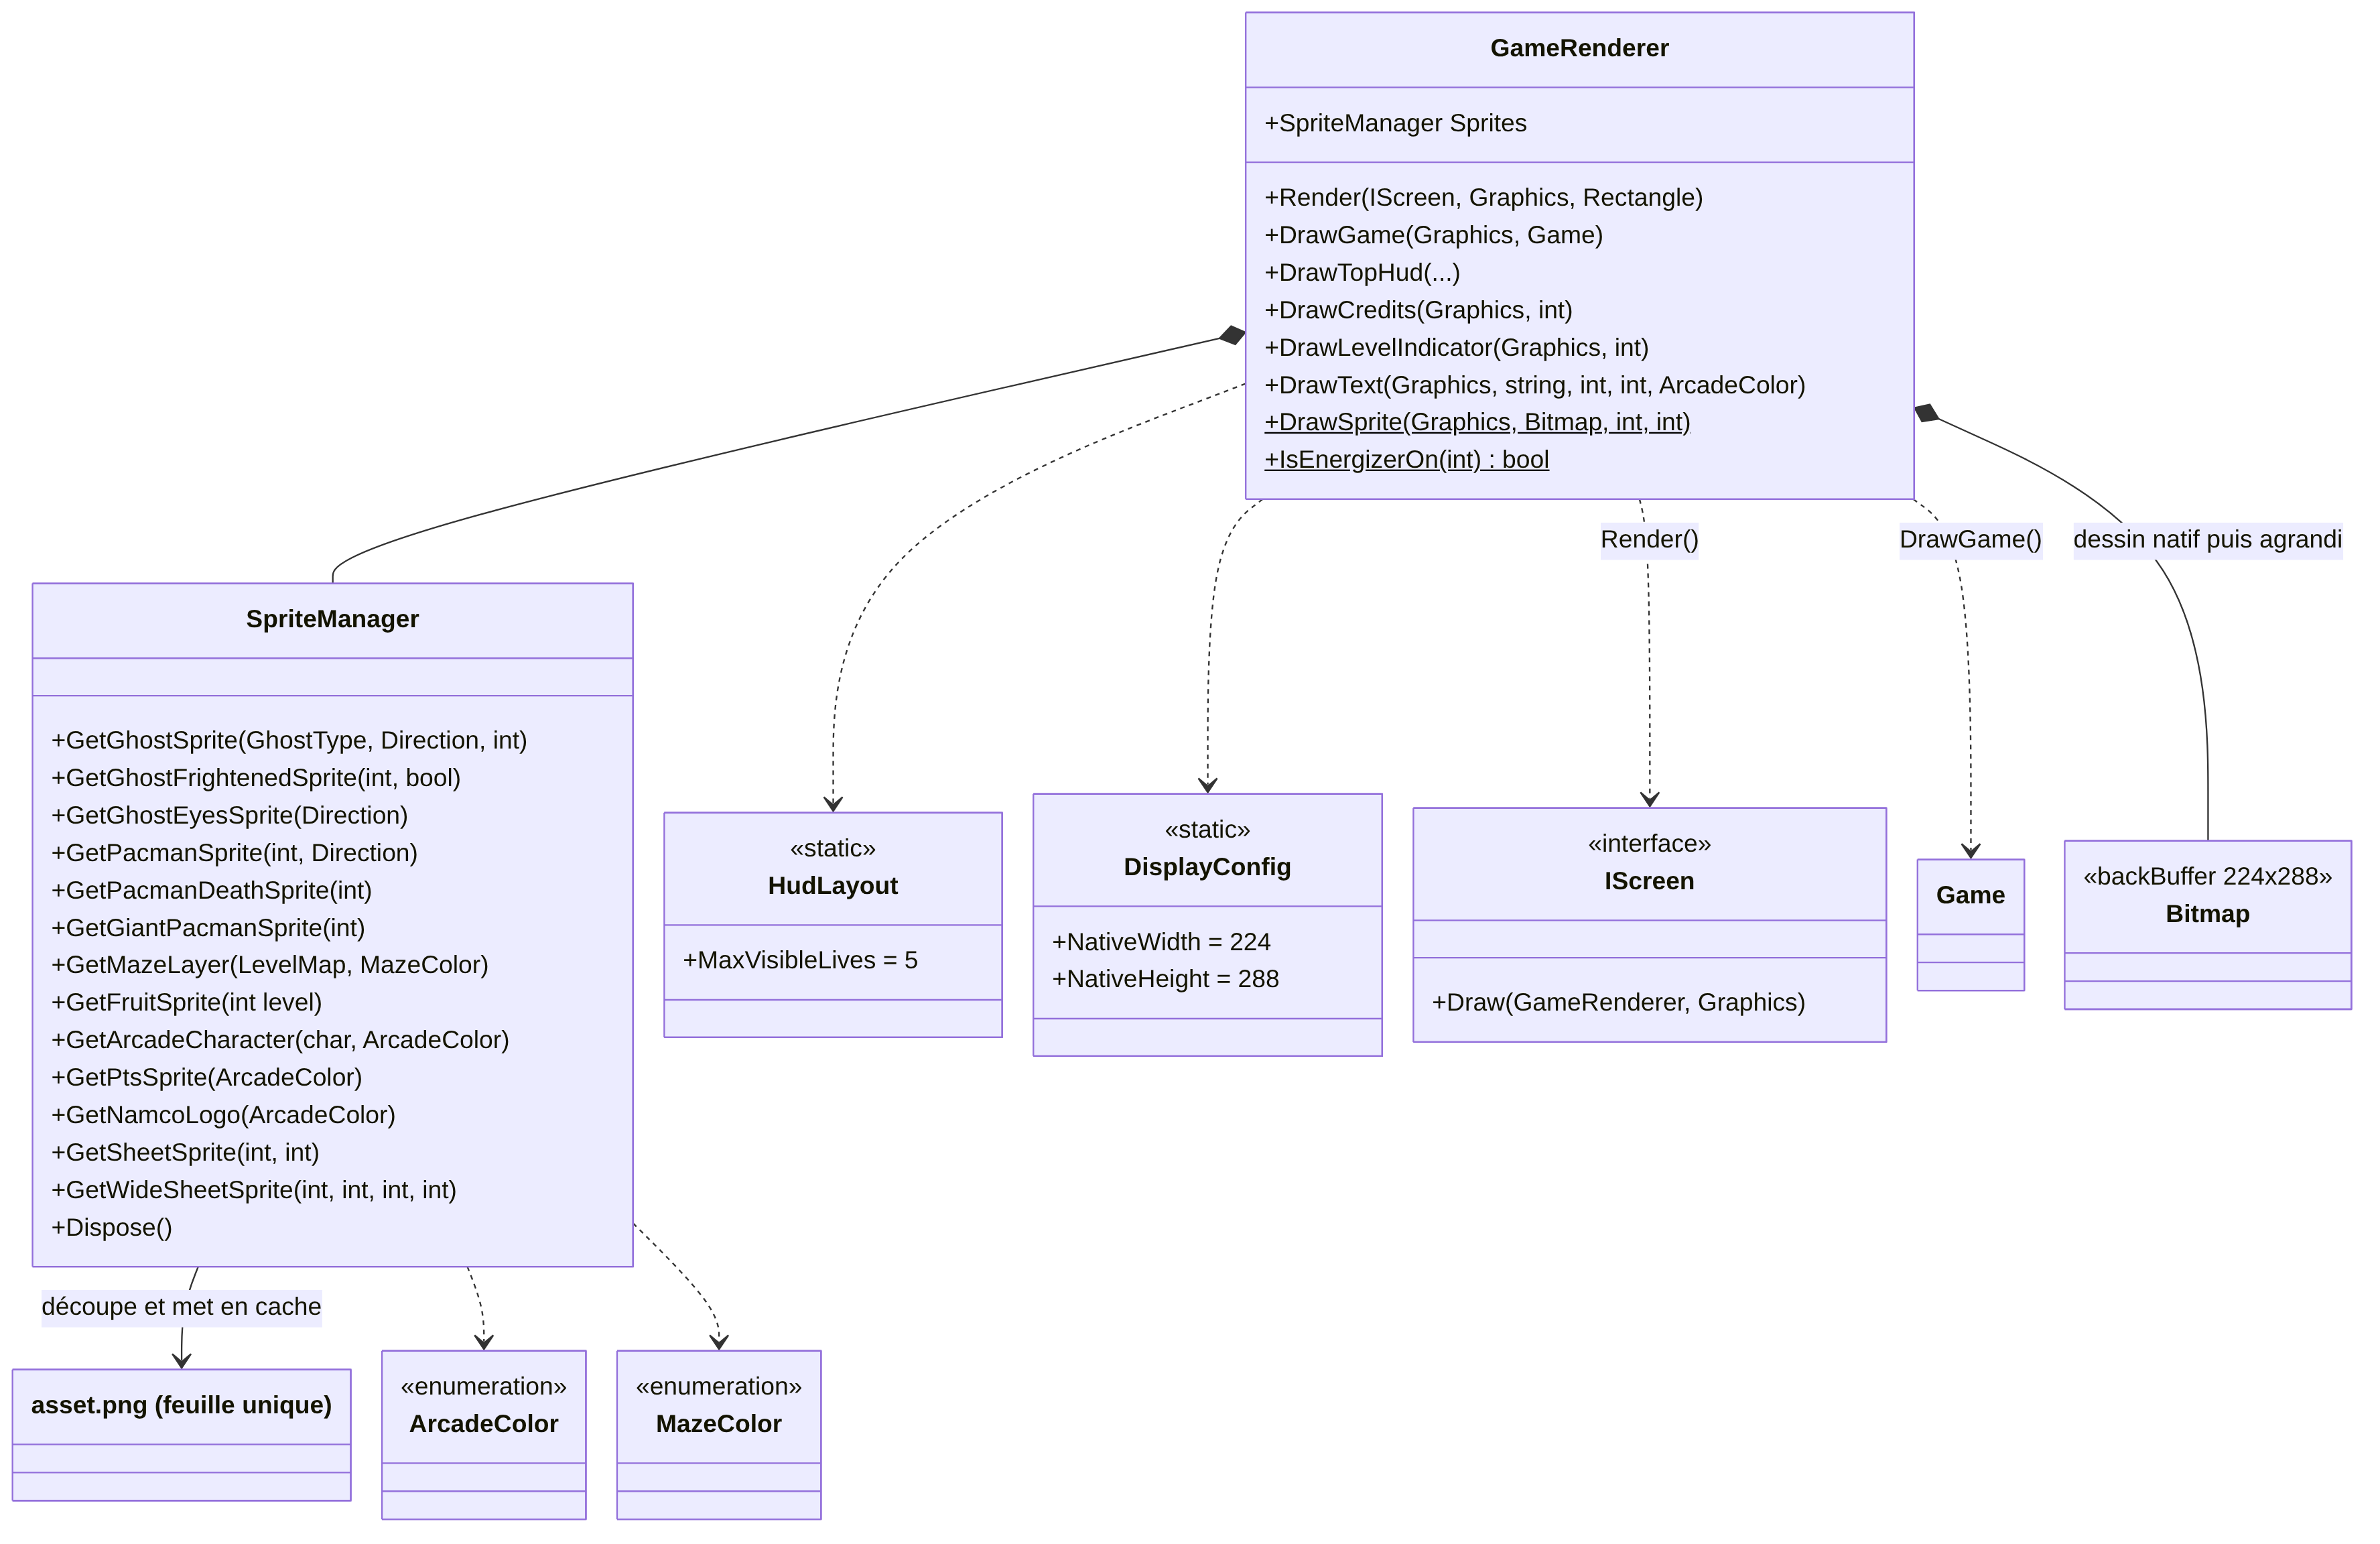 GameRenderer
+SpriteManager Sprites
+Render(IScreen, Graphics, Rectangle)
+DrawGame(Graphics, Game)
+DrawTopHud(...)
+DrawCredits(Graphics, int)
+DrawLevelIndicator(Graphics, int)
+DrawText(Graphics, string, int, int, ArcadeColor)
+DrawSprite(Graphics, Bitmap, int, int)
+IsEnergizerOn(int) : bool
Render()
DrawGame()
dessin natif puis agrandi
SpriteManager
+GetGhostSprite(GhostType, Direction, int)
+GetGhostFrightenedSprite(int, bool)
+GetGhostEyesSprite(Direction)
+GetPacmanSprite(int, Direction)
+GetPacmanDeathSprite(int)
+GetGiantPacmanSprite(int)
+GetMazeLayer(LevelMap, MazeColor)
+GetFruitSprite(int level)
+GetArcadeCharacter(char, ArcadeColor)
+GetPtsSprite(ArcadeColor)
+GetNamcoLogo(ArcadeColor)
+GetSheetSprite(int, int)
+GetWideSheetSprite(int, int, int, int)
+Dispose()
«static»
HudLayout
+MaxVisibleLives = 5
«static»
DisplayConfig
+NativeWidth = 224
+NativeHeight = 288
«interface»
IScreen
+Draw(GameRenderer, Graphics)
Game
«backBuffer 224x288»
Bitmap
découpe et met en cache
asset.png (feuille unique)
«enumeration»
ArcadeColor
«enumeration»
MazeColor